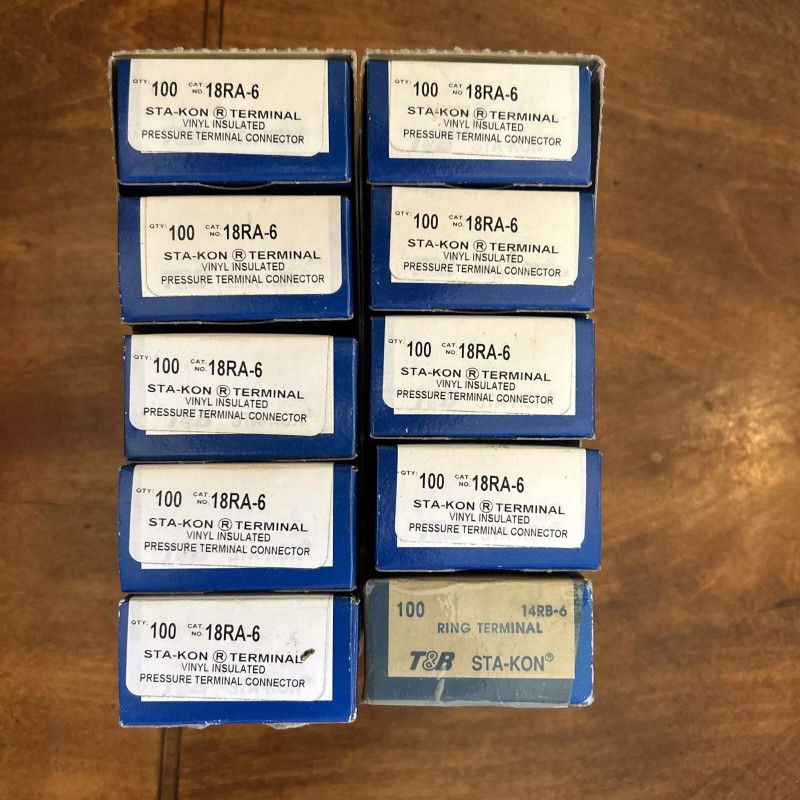 QTY: 100 CAT. NO. 18RA-6
STA-KON ® TERMINAL
VINYL INSULATED
PRESSURE TERMINAL CONNECTOR
QTY: 100 CAT. NO. 18RA-6
STA-KON ® TERMINAL
VINYL INSULATED
PRESSURE TERMINAL CONNECTOR
QTY: 100 CAT. NO. 18RA-6
STA-KON ® TERMINAL
VINYL INSULATED
PRESSURE TERMINAL CONNECTOR
QTY: 100 CAT. NO. 18RA-6
STA-KON ® TERMINAL
VINYL INSULATED
PRESSURE TERMINAL CONNECTOR
QTY: 100 CAT. NO. 18RA-6
STA-KON ® TERMINAL
VINYL INSULATED
PRESSURE TERMINAL CONNECTOR
QTY: 100 CAT. NO. 18RA-6
STA-KON ® TERMINAL
VINYL INSULATED
PRESSURE TERMINAL CONNECTOR
QTY: 100 CAT. NO. 18RA-6
STA-KON ® TERMINAL
VINYL INSULATED
PRESSURE TERMINAL CONNECTOR
QTY: 100 CAT. NO. 18RA-6
STA-KON ® TERMINAL
VINYL INSULATED
PRESSURE TERMINAL CONNECTOR
QTY: 100 CAT. NO. 18RA-6
STA-KON ® TERMINAL
VINYL INSULATED
PRESSURE TERMINAL CONNECTOR
100 14RB-6
RING TERMINAL
T&B STA-KON®